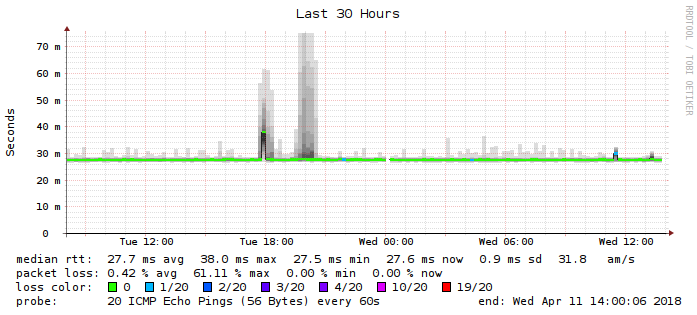 Last 30 Hours
RRDTOOL / TOBI OETIKER
Seconds
70 m
60 m
50 m
40 m
30 m
20 m
10 m
0
Tue 12:00 Tue 18:00 Wed 00:00 Wed 06:00 Wed 12:00
median rtt: 27.7 ms avg 38.0 ms max 27.5 ms min 27.6 ms now 0.9 ms sd 31.8 am/s
packet loss: 0.42 % avg 61.11 % max 0.00 % min 0.00 % now
loss color: 0 1/20 2/20 3/20 4/20 10/20 19/20
probe: 20 ICMP Echo Pings (56 Bytes) every 60s end: Wed Apr 11 14:00:06 2018